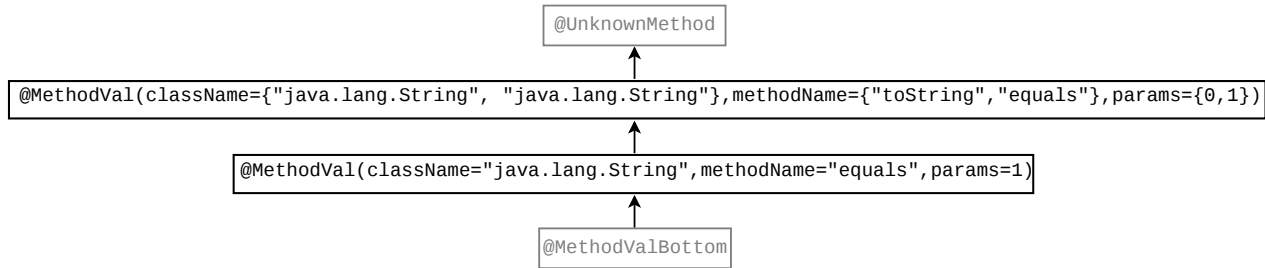 @UnknownMethod
@MethodVal(className={"java.lang.String", "java.lang.String"},methodName={"toString","equals"},params={0,1})
@MethodVal(className="java.lang.String",methodName="equals",params=1)
@MethodValBottom